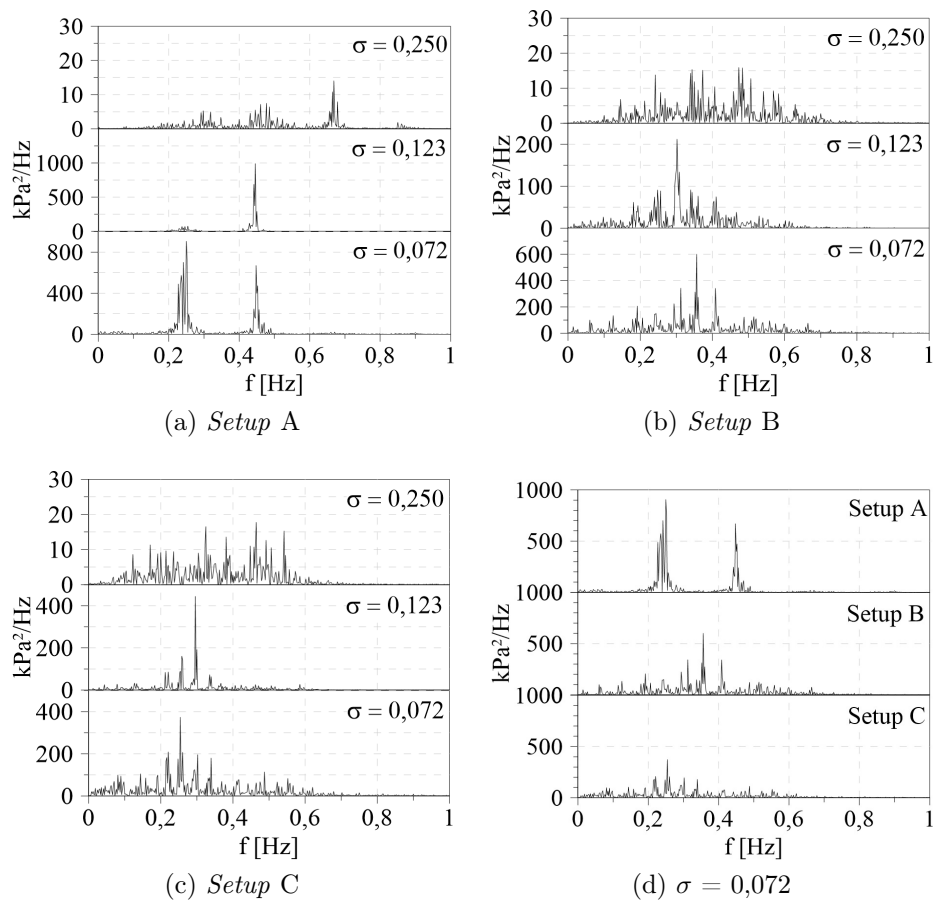 30
20
10
0
1000
500
0
800
400
0
kPa²/Hz
σ = 0,250
σ = 0,123
σ = 0,072
0 0,2 0,4 0,6 0,8 1
f [Hz]
(a) Setup A
30
20
10
0
200
100
0
600
400
200
0
kPa²/Hz
σ = 0,250
σ = 0,123
σ = 0,072
0 0,2 0,4 0,6 0,8 1
f [Hz]
(b) Setup B
30
20
10
0
400
200
0
400
200
0
kPa²/Hz
σ = 0,250
σ = 0,123
σ = 0,072
0 0,2 0,4 0,6 0,8 1
f [Hz]
(c) Setup C
1000
500
1000
500
1000
500
0
kPa²/Hz
Setup A
Setup B
Setup C
0 0,2 0,4 0,6 0,8 1
f [Hz]
(d) σ = 0,072